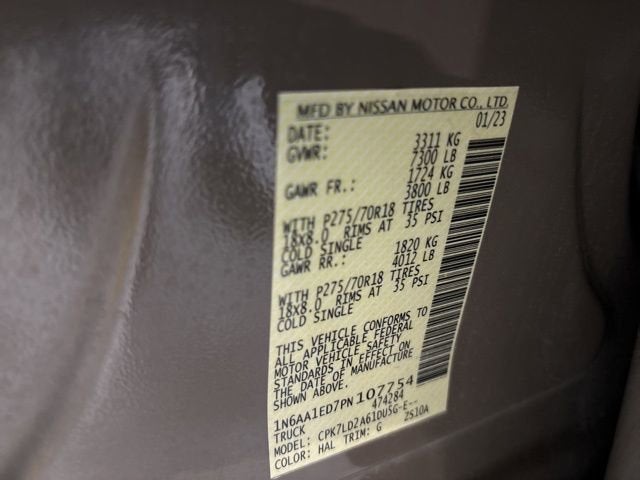 MFD BY NISSAN MOTOR CO., LTD.
DATE: 01/23
GVWR: 3311 KG
7300 LB
GAWR FR.: 1724 KG
3800 LB
WITH P275/70R18 TIRES
18X8.0 RIMS AT 35 PSI
COLD SINGLE
GAWR RR.: 1820 KG
4012 LB
WITH P275/70R18 TIRES
18X8.0 RIMS AT 35 PSI
COLD SINGLE
THIS VEHICLE CONFORMS TO
ALL APPLICABLE FEDERAL
MOTOR VEHICLE SAFETY
STANDARDS IN EFFECT ON
THE DATE OF MANUFACTURE
SHOWN ABOVE.
1N6AA1ED7PN107754
TRUCK 474284
MODEL: CPK7LD2A61DUSG-E--
COLOR: HAL TRIM: G 2S10A